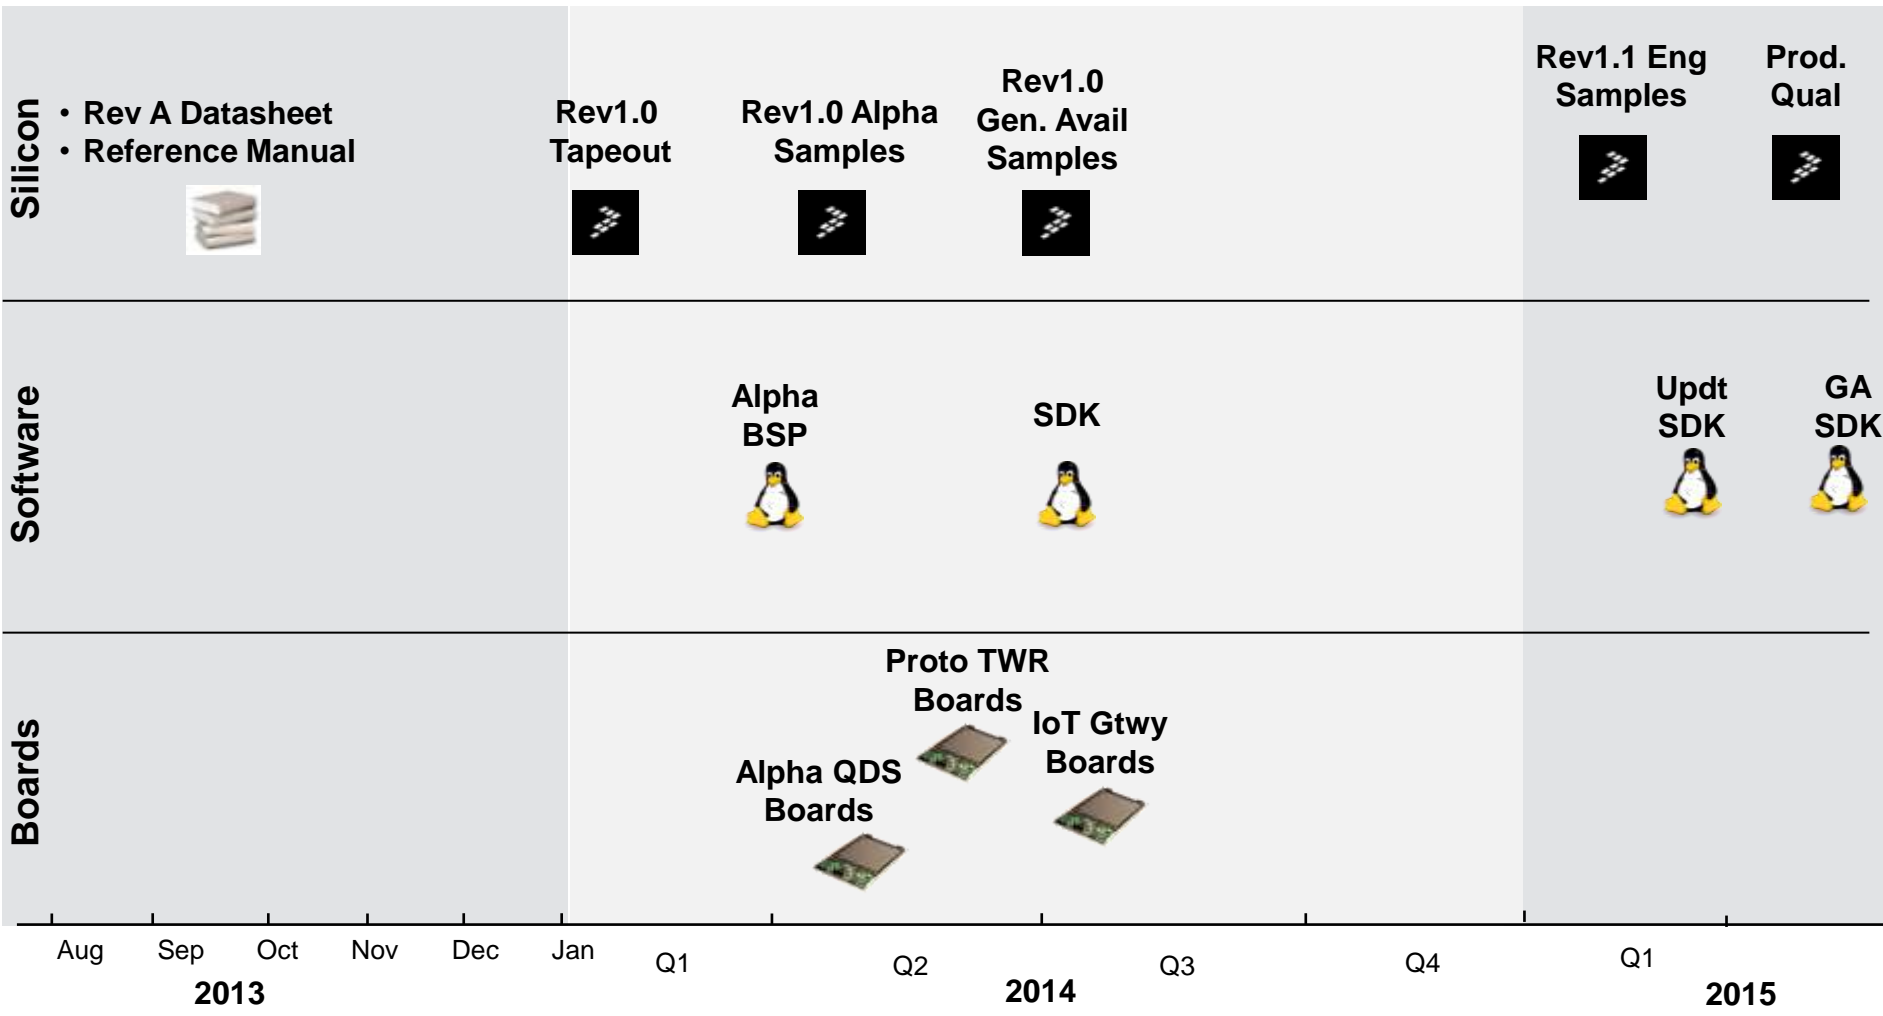 Silicon
• Rev A Datasheet
• Reference Manual
Rev1.0
Tapeout
Rev1.0 Alpha
Samples
Rev1.0
Gen. Avail
Samples
Rev1.1 Eng
Samples
Prod.
Qual
Software
Alpha
BSP
SDK
Updt
SDK
GA
SDK
Boards
Alpha QDS
Boards
Proto TWR
Boards
IoT Gtwy
Boards
Aug Sep Oct Nov Dec Jan Q1 Q2 Q3 Q4 Q1
2013 2014 2015